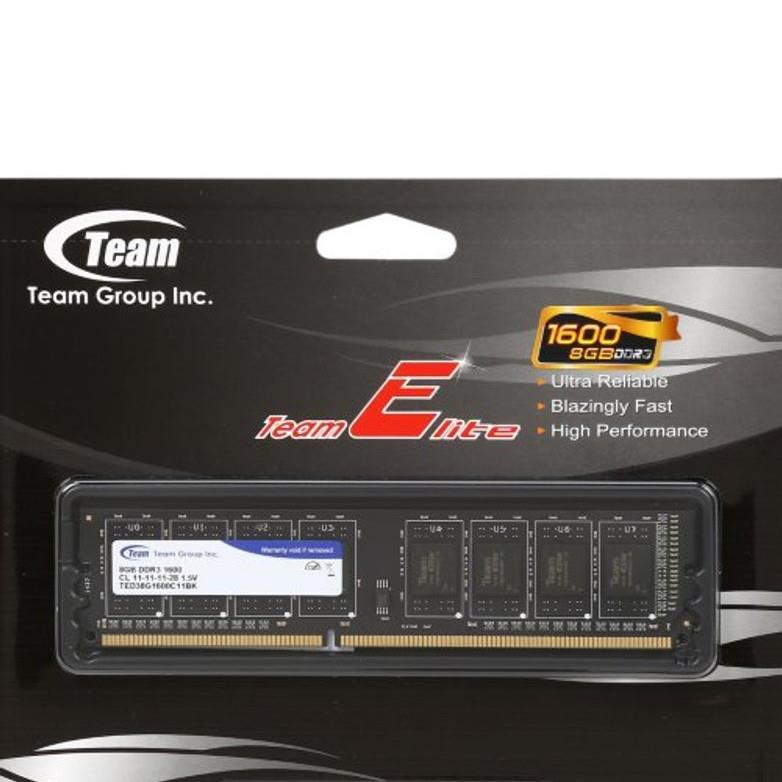 Team
Team Group Inc.
1600
8GB DDR3
Ultra Reliable
Blazingly Fast
High Performance
Team Elite
U0 U1 U2 U3 U4 U5 U6 U7
Team Team Group Inc. Warranty void if removed
8GB DDR3 1600
CL 11-11-11-28 1.5V
TED38G1600C11BK